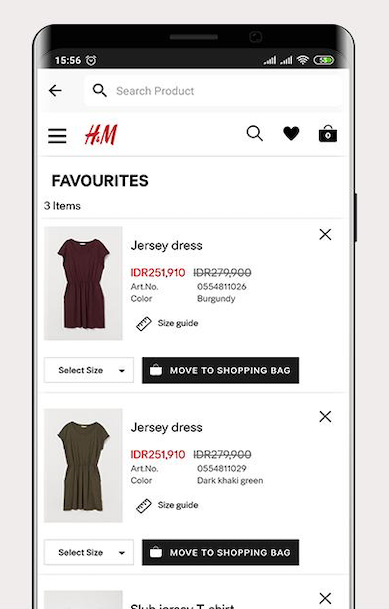 15:56
Search Product
H&M
0
FAVOURITES
3 Items
Jersey dress
IDR251,910 IDR279,900
Art.No. 0554811026
Color Burgundy
Size guide
Select Size MOVE TO SHOPPING BAG
Jersey dress
IDR251,910 IDR279,900
Art.No. 0554811029
Color Dark khaki green
Size guide
Select Size MOVE TO SHOPPING BAG
Slub jersey T-shirt